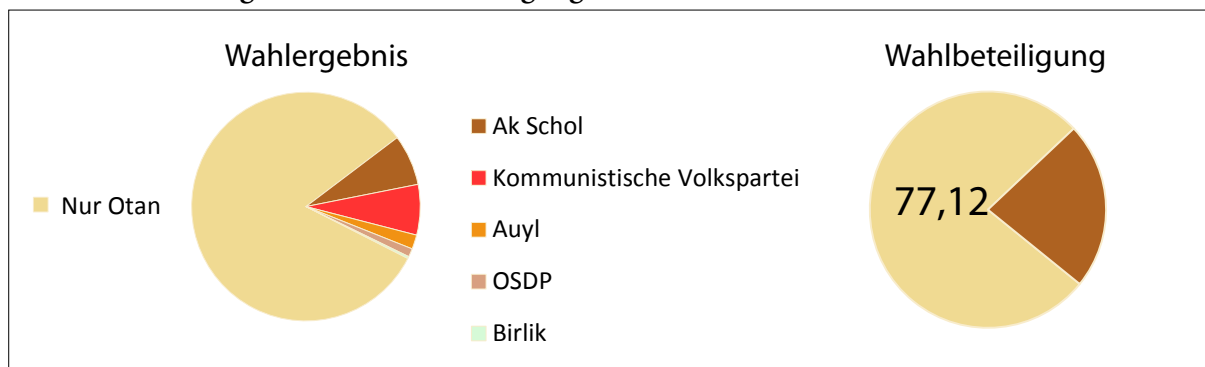 Wahlergebnis
Wahlbeteiligung
Nur Otan
Ak Schol
Kommunistische Volkspartei
Auyl
OSDP
Birlik
77,12